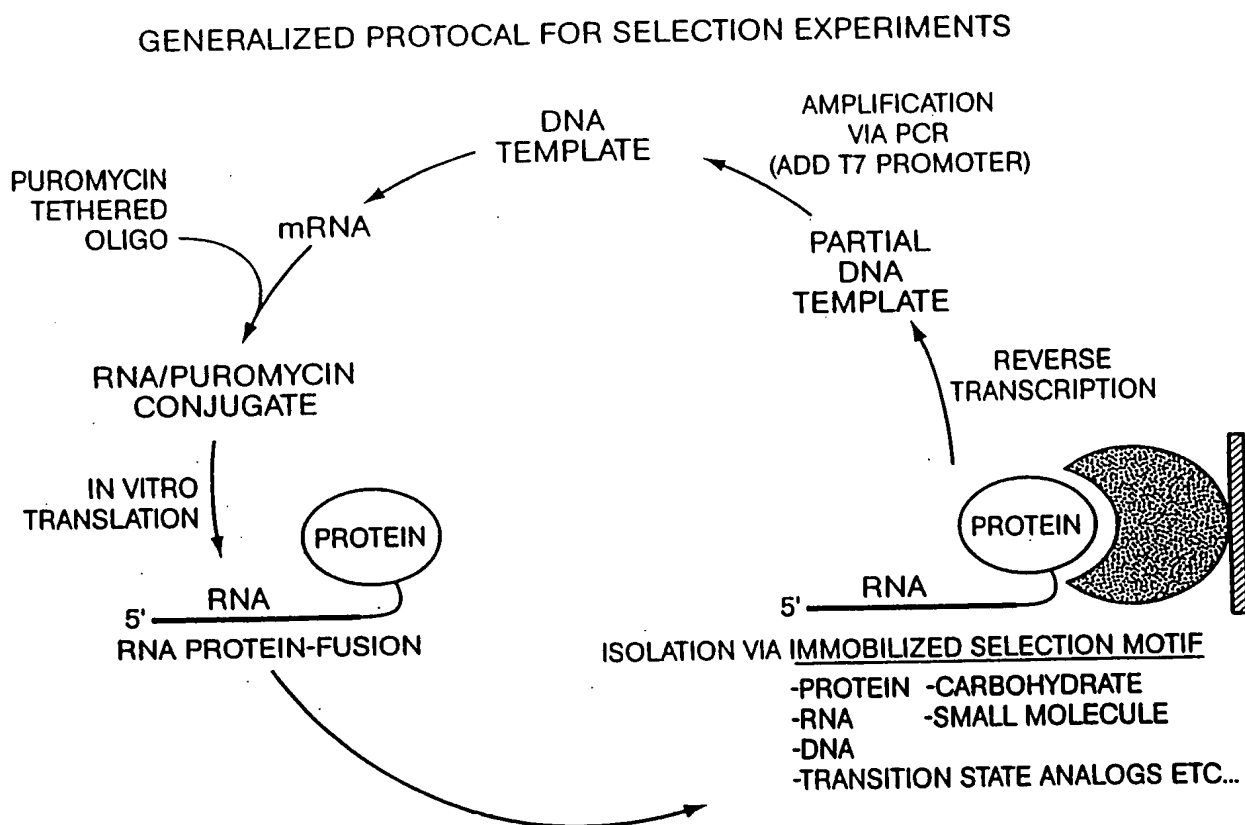 GENERALIZED PROTOCAL FOR SELECTION EXPERIMENTS
DNA
TEMPLATE
AMPLIFICATION
VIA PCR
(ADD T7 PROMOTER)
PUROMYCIN
TETHERED
OLIGO
mRNA
PARTIAL
DNA
TEMPLATE
RNA/PUROMYCIN
CONJUGATE
REVERSE
TRANSCRIPTION
IN VITRO
TRANSLATION
PROTEIN
RNA
5'
RNA PROTEIN-FUSION
PROTEIN
RNA
5'
ISOLATION VIA IMMOBILIZED SELECTION MOTIF
-PROTEIN -CARBOHYDRATE
-RNA -SMALL MOLECULE
-DNA
-TRANSITION STATE ANALOGS ETC...